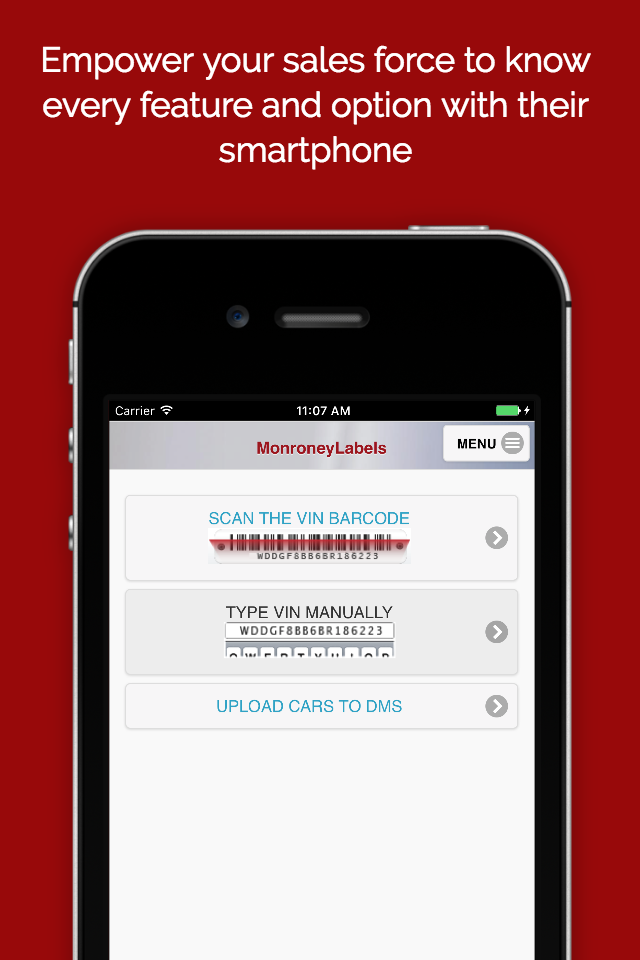 Empower your sales force to know
every feature and option with their
smartphone
Carrier 11:07 AM
MonroneyLabels MENU
SCAN THE VIN BARCODE
WDDGF8BB6BR186223
TYPE VIN MANUALLY
WDDGF8BB6BR186223
QWERTYUIOP
UPLOAD CARS TO DMS